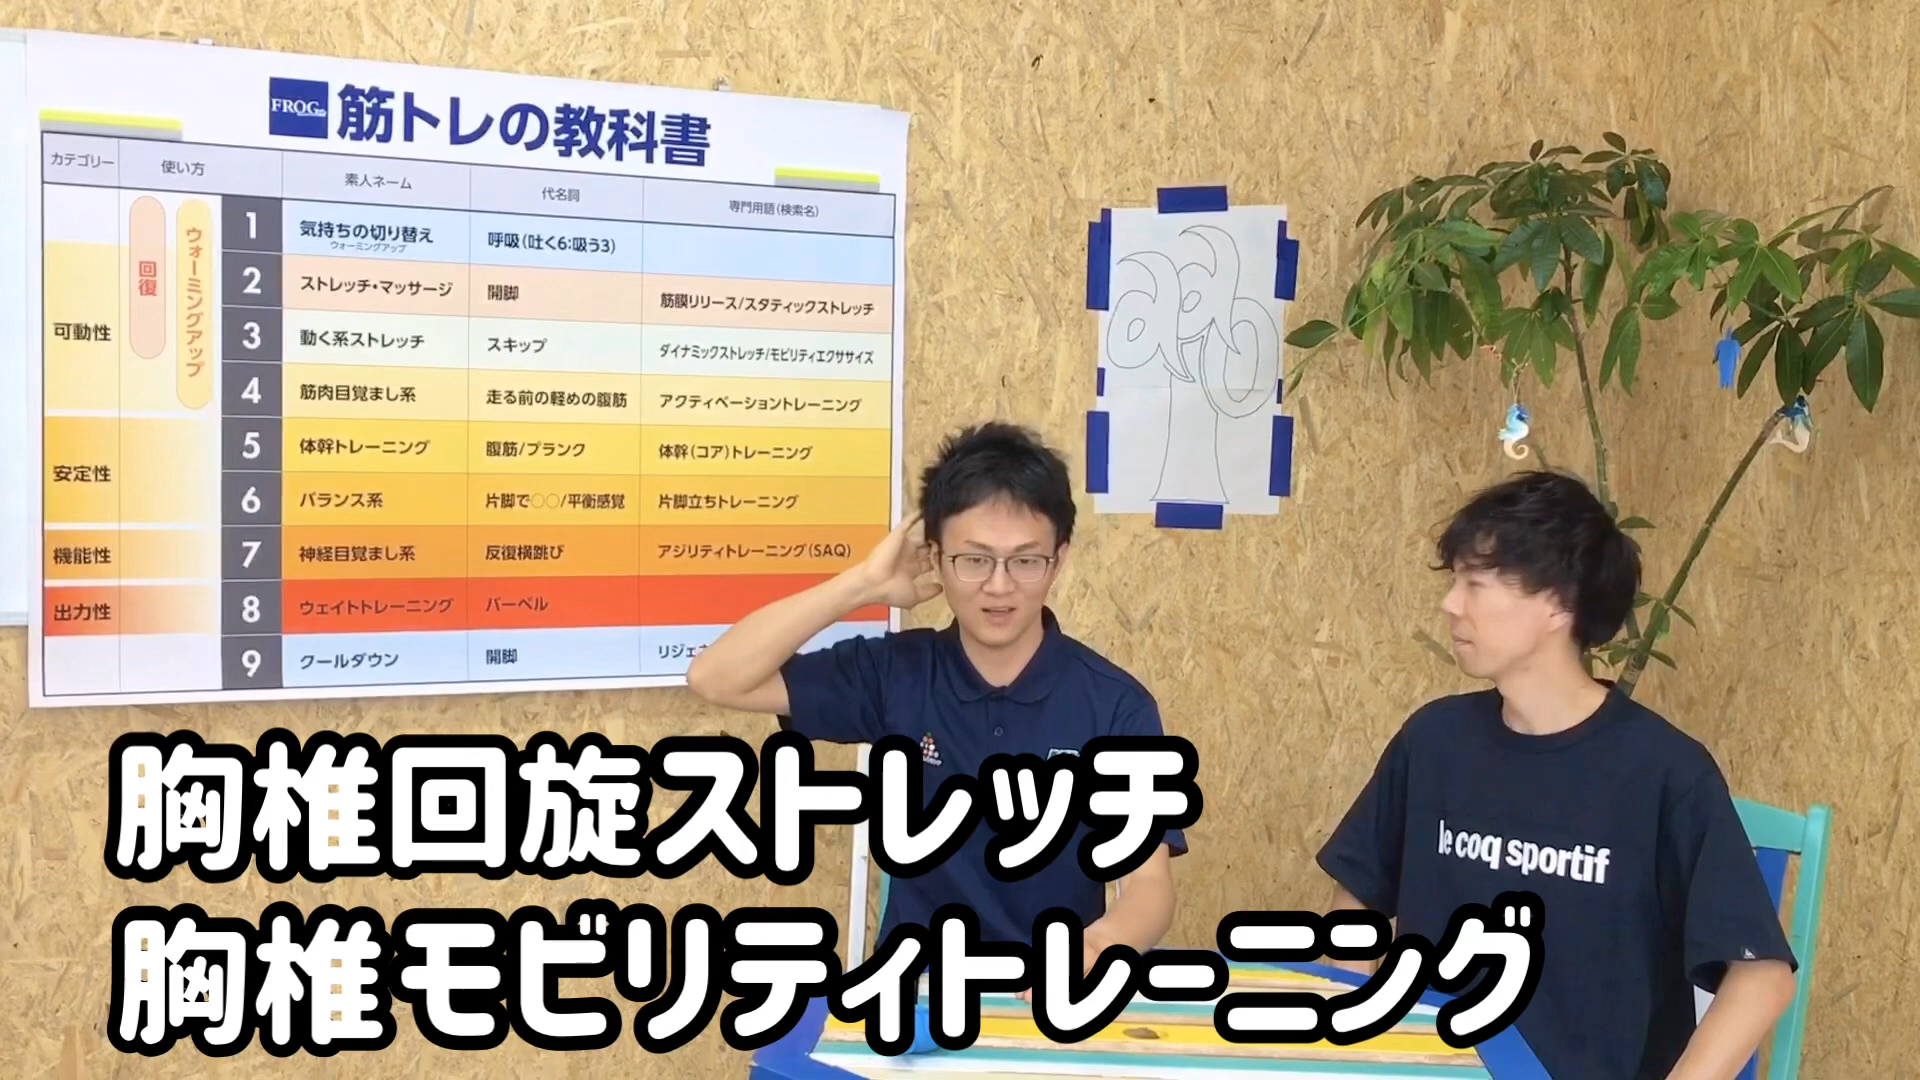 FROG 筋トレの教科書
カテゴリー 使い方 素人ネーム 代名詞 専門用語(検索名)
可動性
安定性
機能性
出力性
回復
ウォーミングアップ
1 気持ちの切り替え 呼吸(吐く6:吸う3)
ウォーミングアップ
2 ストレッチ・マッサージ 開脚 筋膜リリース/スタティックストレッチ
3 動く系ストレッチ スキップ ダイナミックストレッチ/モビリティエクササイズ
4 筋肉目覚まし系 走る前の軽めの腹筋 アクティベーショントレーニング
5 体幹トレーニング 腹筋/プランク 体幹(コア)トレーニング
6 バランス系 片脚で○○/平衡感覚 片脚立ちトレーニング
7 神経目覚まし系 反復横跳び アジリティトレーニング(SAQ)
8 ウェイトトレーニング バーベル
9 クールダウン 開脚 リジェ
le coq sportif
胸椎回旋ストレッチ
胸椎モビリティトレーニング